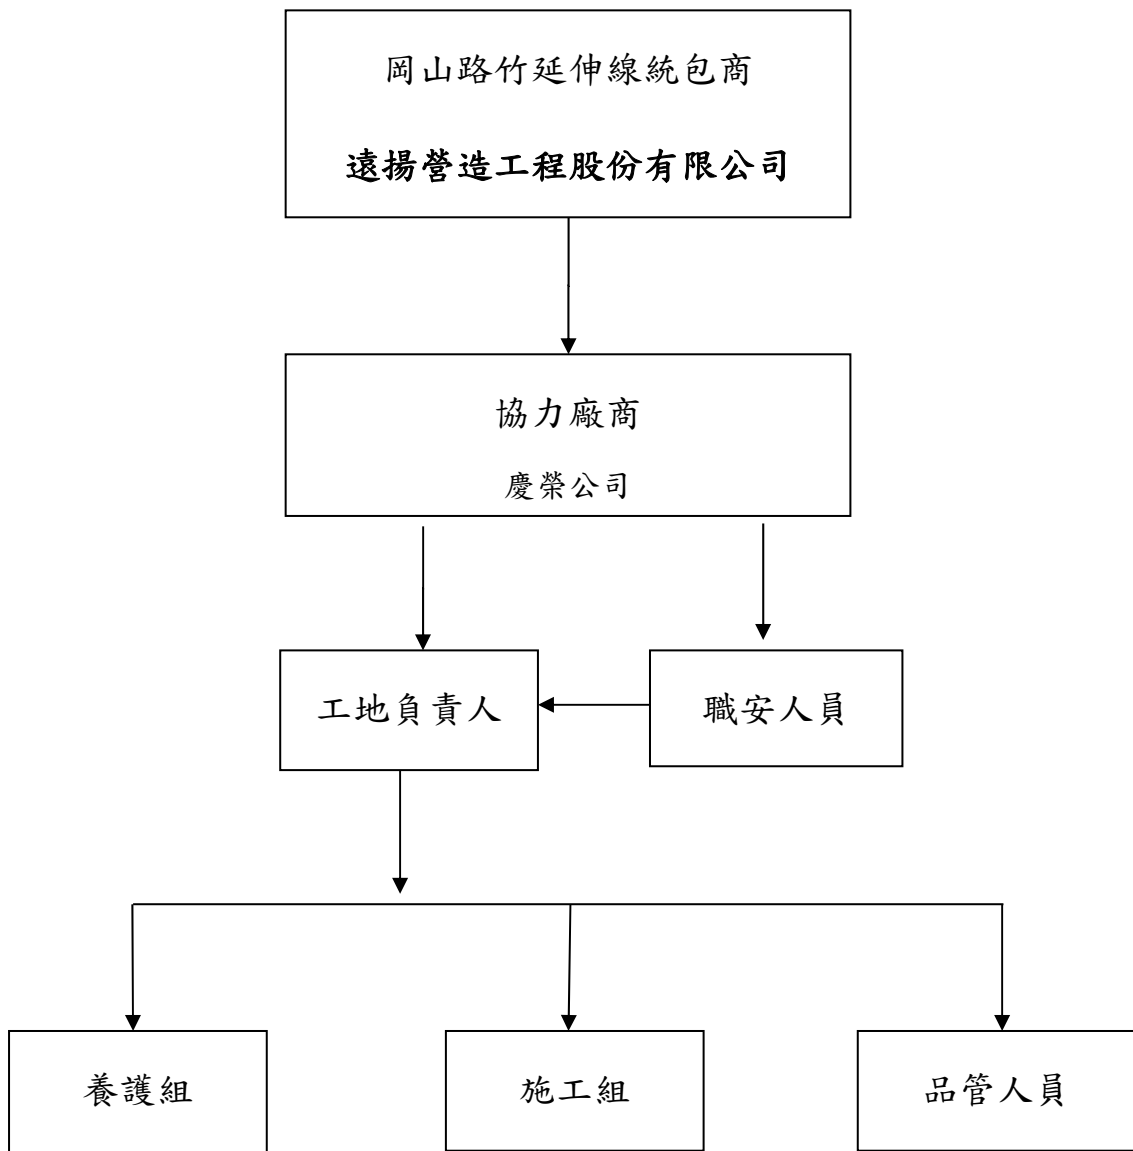 岡山路竹延伸線統包商
遠揚營造工程股份有限公司
協力廠商
慶榮公司
工地負責人
職安人員
養護組
施工組
品管人員